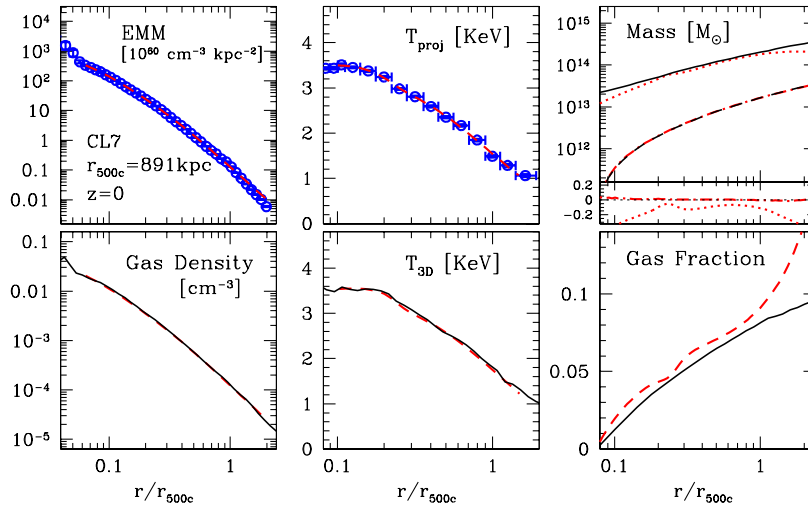 EMM
[10⁶⁰ cm⁻³ kpc⁻²]
CL7
r₅₀₀c=891kpc
z=0
10⁴
10³
10²
10
1
0.1
0.01
T_proj [KeV]
4
3
2
1
0
Mass [M⊙]
10¹⁶
10¹⁵
10¹⁴
10¹³
10¹²
0.2
0
−0.2
Gas Density
[cm⁻³]
0.1
0.01
10⁻³
10⁻⁴
10⁻⁵
0.1
1
r/r₅₀₀c
T₃D [KeV]
4
3
2
1
0
0.1
1
r/r₅₀₀c
Gas Fraction
0.1
0.05
0
0.1
1
r/r₅₀₀c